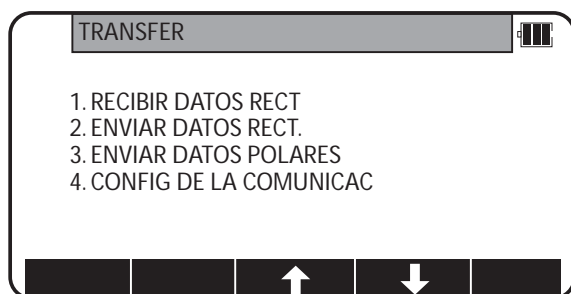 TRANSFER
1. RECIBIR DATOS RECT
2. ENVIAR DATOS RECT.
3. ENVIAR DATOS POLARES
4. CONFIG DE LA COMUNICAC